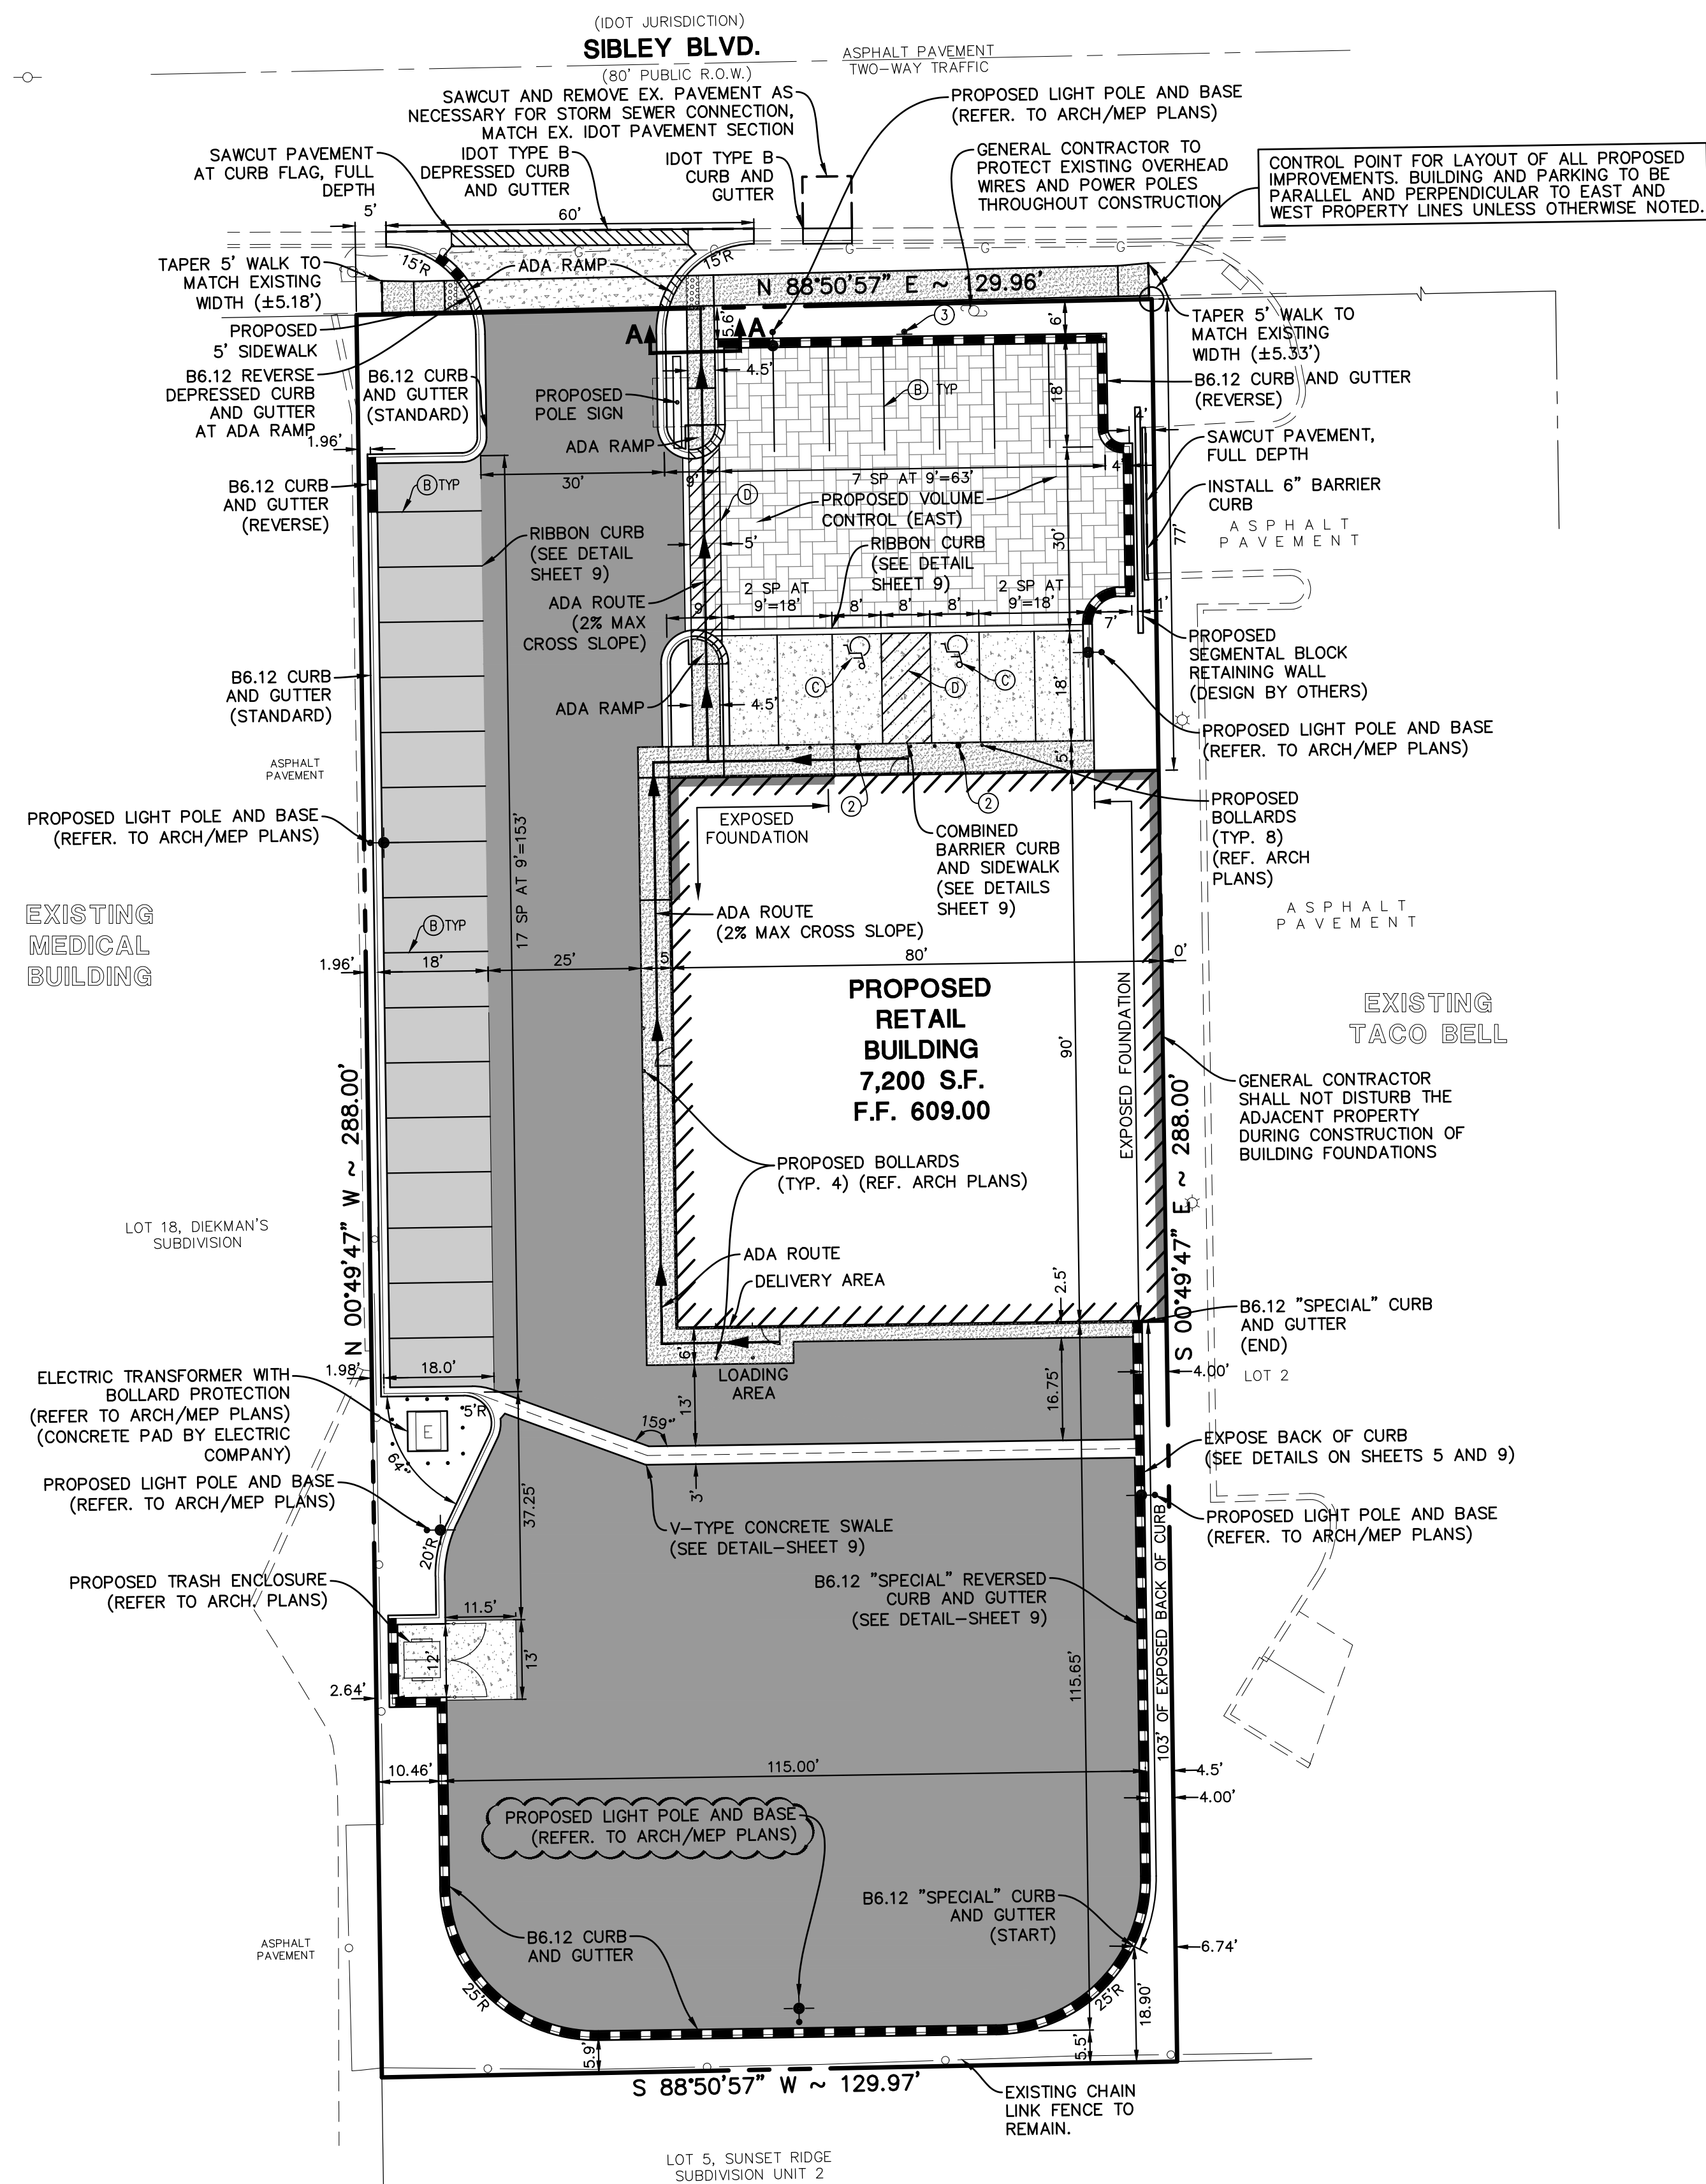 (IDOT JURISDICTION)
SIBLEY BLVD.
(80' PUBLIC R.O.W.)
ASPHALT PAVEMENT
TWO-WAY TRAFFIC
SAWCUT AND REMOVE EX. PAVEMENT AS
NECESSARY FOR STORM SEWER CONNECTION,
MATCH EX. IDOT PAVEMENT SECTION
PROPOSED LIGHT POLE AND BASE
(REFER. TO ARCH/MEP PLANS)
SAWCUT PAVEMENT
AT CURB FLAG, FULL
DEPTH
IDOT TYPE B
DEPRESSED CURB
AND GUTTER
IDOT TYPE B
CURB AND
GUTTER
GENERAL CONTRACTOR TO
PROTECT EXISTING OVERHEAD
WIRES AND POWER POLES
THROUGHOUT CONSTRUCTION
CONTROL POINT FOR LAYOUT OF ALL PROPOSED
IMPROVEMENTS. BUILDING AND PARKING TO BE
PARALLEL AND PERPENDICULAR TO EAST AND
WEST PROPERTY LINES UNLESS OTHERWISE NOTED.
5'
60'
G
G
G
G
G
15'R
ADA RAMP
15'R
TAPER 5' WALK TO
MATCH EXISTING
WIDTH (±5.18')
N 88°50'57" E ~ 129.96'
PROPOSED
5' SIDEWALK
B6.12 REVERSE
DEPRESSED CURB
AND GUTTER
AT ADA RAMP
B6.12 CURB
AND GUTTER
(STANDARD)
A
A
5.6'
3
6'
TAPER 5' WALK TO
MATCH EXISTING
WIDTH (±5.33')
B6.12 CURB AND GUTTER
(REVERSE)
4.5'
PROPOSED
POLE SIGN
B TYP
18'
4'
ADA RAMP
SAWCUT PAVEMENT,
FULL DEPTH
1.96'
B TYP
30'
9'
7 SP AT 9'=63'
4'
B6.12 CURB
AND GUTTER
(REVERSE)
D
PROPOSED VOLUME
CONTROL (EAST)
INSTALL 6" BARRIER
CURB
ASPHALT
PAVEMENT
77'
RIBBON CURB
(SEE DETAIL
SHEET 9)
5'
RIBBON CURB
(SEE DETAIL
SHEET 9)
30'
ADA ROUTE
(2% MAX
CROSS SLOPE)
2 SP AT
9'=18'
8'
8'
8'
2 SP AT
9'=18'
9'
7'
1'
PROPOSED
SEGMENTAL BLOCK
RETAINING WALL
(DESIGN BY OTHERS)
B6.12 CURB
AND GUTTER
(STANDARD)
ADA RAMP
4.5'
C
D
C
18'
PROPOSED LIGHT POLE AND BASE
(REFER. TO ARCH/MEP PLANS)
ASPHALT
PAVEMENT
5'
PROPOSED LIGHT POLE AND BASE
(REFER. TO ARCH/MEP PLANS)
17 SP AT 9'=153'
EXPOSED
FOUNDATION
2
2
COMBINED
BARRIER CURB
AND SIDEWALK
(SEE DETAILS
SHEET 9)
PROPOSED
BOLLARDS
(TYP. 8)
(REF. ARCH
PLANS)
EXISTING
MEDICAL
BUILDING
B TYP
ADA ROUTE
(2% MAX CROSS SLOPE)
ASPHALT
PAVEMENT
1.96'
18'
25'
5'
80'
0'
PROPOSED
RETAIL
BUILDING
7,200 S.F.
F.F. 609.00
90'
EXPOSED FOUNDATION
EXISTING
TACO BELL
GENERAL CONTRACTOR
SHALL NOT DISTURB THE
ADJACENT PROPERTY
DURING CONSTRUCTION OF
BUILDING FOUNDATIONS
N 00°49'47" W ~ 288.00'
S 00°49'47" E ~ 288.00'
PROPOSED BOLLARDS
(TYP. 4) (REF. ARCH PLANS)
LOT 18, DIEKMAN'S
SUBDIVISION
ADA ROUTE
DELIVERY AREA
2.5'
B6.12 "SPECIAL" CURB
AND GUTTER
(END)
6'
LOADING
AREA
ELECTRIC TRANSFORMER WITH
BOLLARD PROTECTION
(REFER TO ARCH/MEP PLANS)
(CONCRETE PAD BY ELECTRIC
COMPANY)
1.98'
18.0'
4.00'
LOT 2
E
5'R
64°
13'
159°
16.75'
EXPOSE BACK OF CURB
(SEE DETAILS ON SHEETS 5 AND 9)
PROPOSED LIGHT POLE AND BASE
(REFER. TO ARCH/MEP PLANS)
37.25'
3'
V-TYPE CONCRETE SWALE
(SEE DETAIL-SHEET 9)
PROPOSED LIGHT POLE AND BASE
(REFER. TO ARCH/MEP PLANS)
20'R
PROPOSED TRASH ENCLOSURE
(REFER TO ARCH. PLANS)
B6.12 "SPECIAL" REVERSED
CURB AND GUTTER
(SEE DETAIL-SHEET 9)
103' OF EXPOSED BACK OF CURB
11.5'
12'
13'
2.64'
115.65'
10.46'
115.00'
4.5'
4.00'
PROPOSED LIGHT POLE AND BASE
(REFER. TO ARCH/MEP PLANS)
B6.12 "SPECIAL" CURB
AND GUTTER
(START)
ASPHALT
PAVEMENT
B6.12 CURB
AND GUTTER
6.74'
25'R
25'R
18.90'
5.9'
5.5'
S 88°50'57" W ~ 129.97'
EXISTING CHAIN
LINK FENCE TO
REMAIN.
LOT 5, SUNSET RIDGE
SUBDIVISION UNIT 2